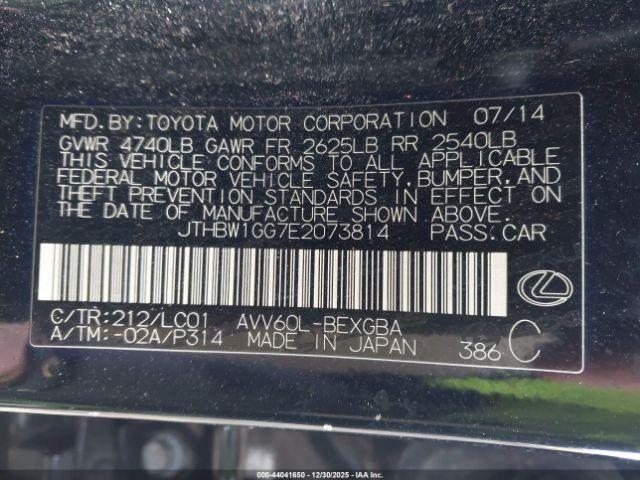 MFD.BY:TOYOTA MOTOR CORPORATION 07/14
GVWR 4740LB GAWR FR 2625LB RR 2540LB
THIS VEHICLE CONFORMS TO ALL APPLICABLE
FEDERAL MOTOR VEHICLE SAFETY,BUMPER,AND
THEFT PREVENTION STANDARDS IN EFFECT ON
THE DATE OF MANUFACTURE SHOWN ABOVE.
JTHBW1GG7E2073814 PASS.CAR
C/TR:212/LC01 AVV60L-BEXGBA
A/TM:-02A/P314 MADE IN JAPAN 386 C
000-44041650 - 12/30/2025 - IAAI.COM